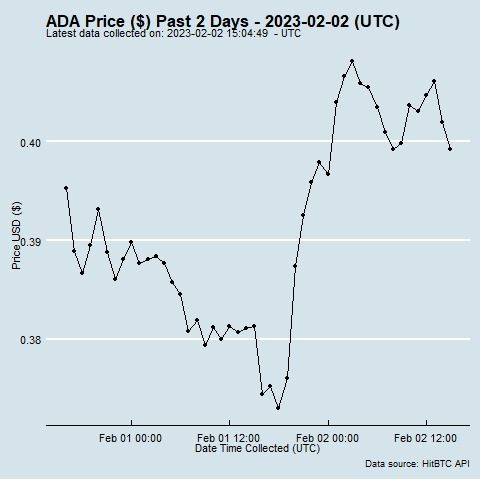 ADA Price ($) Past 2 Days - 2023-02-02 (UTC)
Latest data collected on: 2023-02-02 15:04:49 - UTC
0.40
0.39
0.38
Price USD ($)
Feb 01 00:00 Feb 01 12:00 Feb 02 00:00 Feb 02 12:00
Date Time Collected (UTC)
Data source: HitBTC API